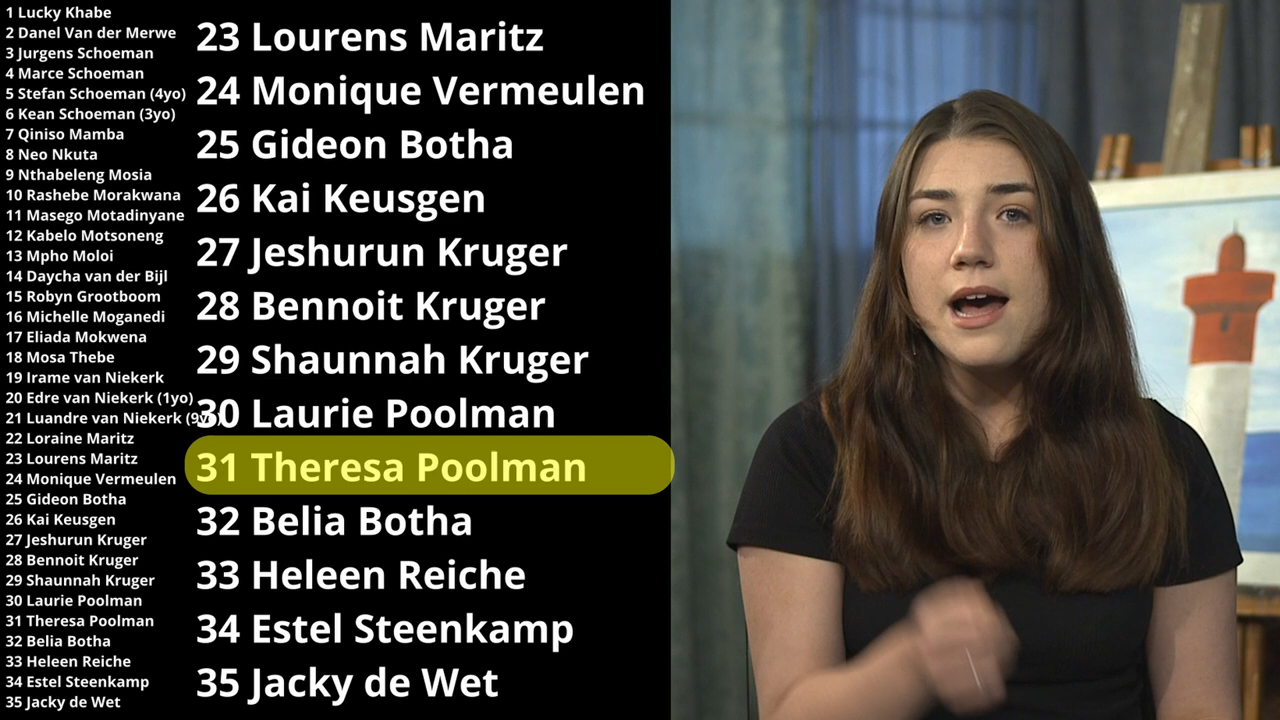 1 Lucky Khabe
2 Danel Van der Merwe
3 Jurgens Schoeman
4 Marce Schoeman
5 Stefan Schoeman (4yo)
6 Kean Schoeman (3yo)
7 Qiniso Mamba
8 Neo Nkuta
9 Nthabeleng Mosia
10 Rashebe Morakwana
11 Masego Motadinyane
12 Kabelo Motsoneng
13 Mpho Moloi
14 Daycha van der Bijl
15 Robyn Grootboom
16 Michelle Moganedi
17 Eliada Mokwena
18 Mosa Thebe
19 Irame van Niekerk
20 Edre van Niekerk (1yo)
21 Luandre van Niekerk (9yo)
22 Loraine Maritz
23 Lourens Maritz
24 Monique Vermeulen
25 Gideon Botha
26 Kai Keusgen
27 Jeshurun Kruger
28 Bennoit Kruger
29 Shaunnah Kruger
30 Laurie Poolman
31 Theresa Poolman
32 Belia Botha
33 Heleen Reiche
34 Estel Steenkamp
35 Jacky de Wet
23 Lourens Maritz
24 Monique Vermeulen
25 Gideon Botha
26 Kai Keusgen
27 Jeshurun Kruger
28 Bennoit Kruger
29 Shaunnah Kruger
30 Laurie Poolman
31 Theresa Poolman
32 Belia Botha
33 Heleen Reiche
34 Estel Steenkamp
35 Jacky de Wet